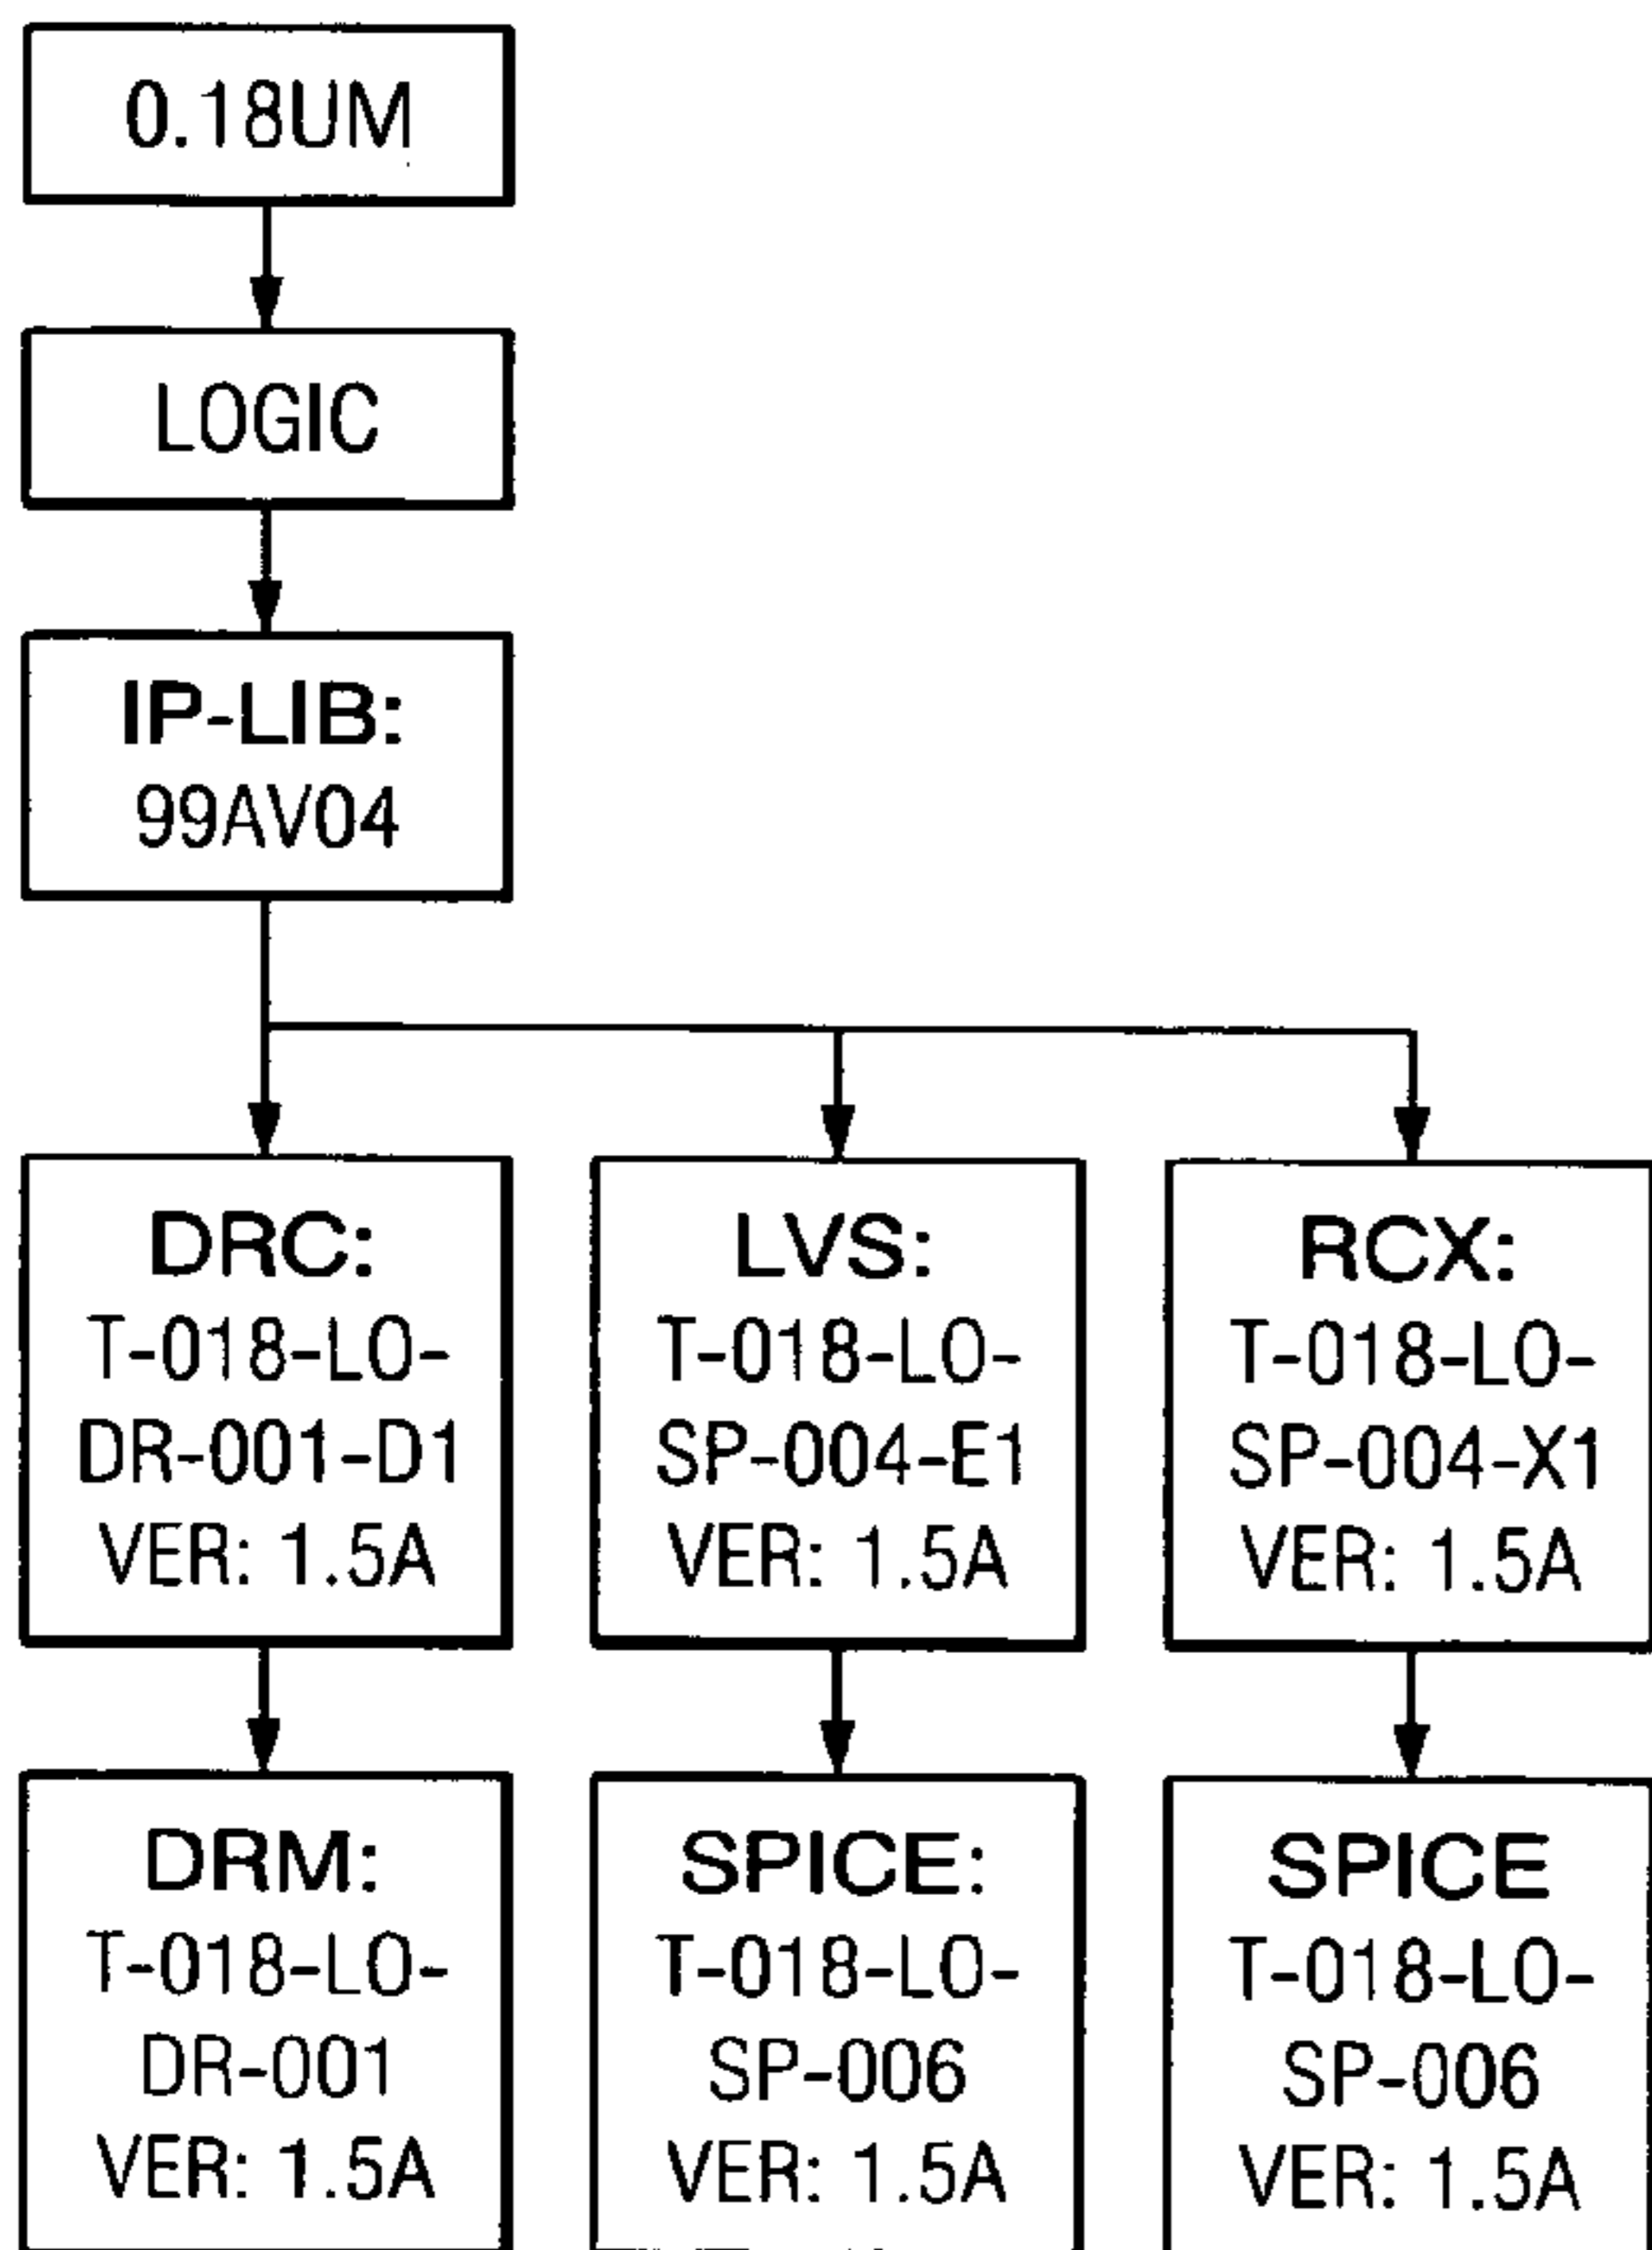 0.18UM
LOGIC
IP-LIB:
99AV04
DRC:
T-018-LO-
DR-001-D1
VER: 1.5A
LVS:
T-018-LO-
SP-004-E1
VER: 1.5A
RCX:
T-018-LO-
SP-004-X1
VER: 1.5A
DRM:
T-018-LO-
DR-001
VER: 1.5A
SPICE:
T-018-LO-
SP-006
VER: 1.5A
SPICE
T-018-LO-
SP-006
VER: 1.5A